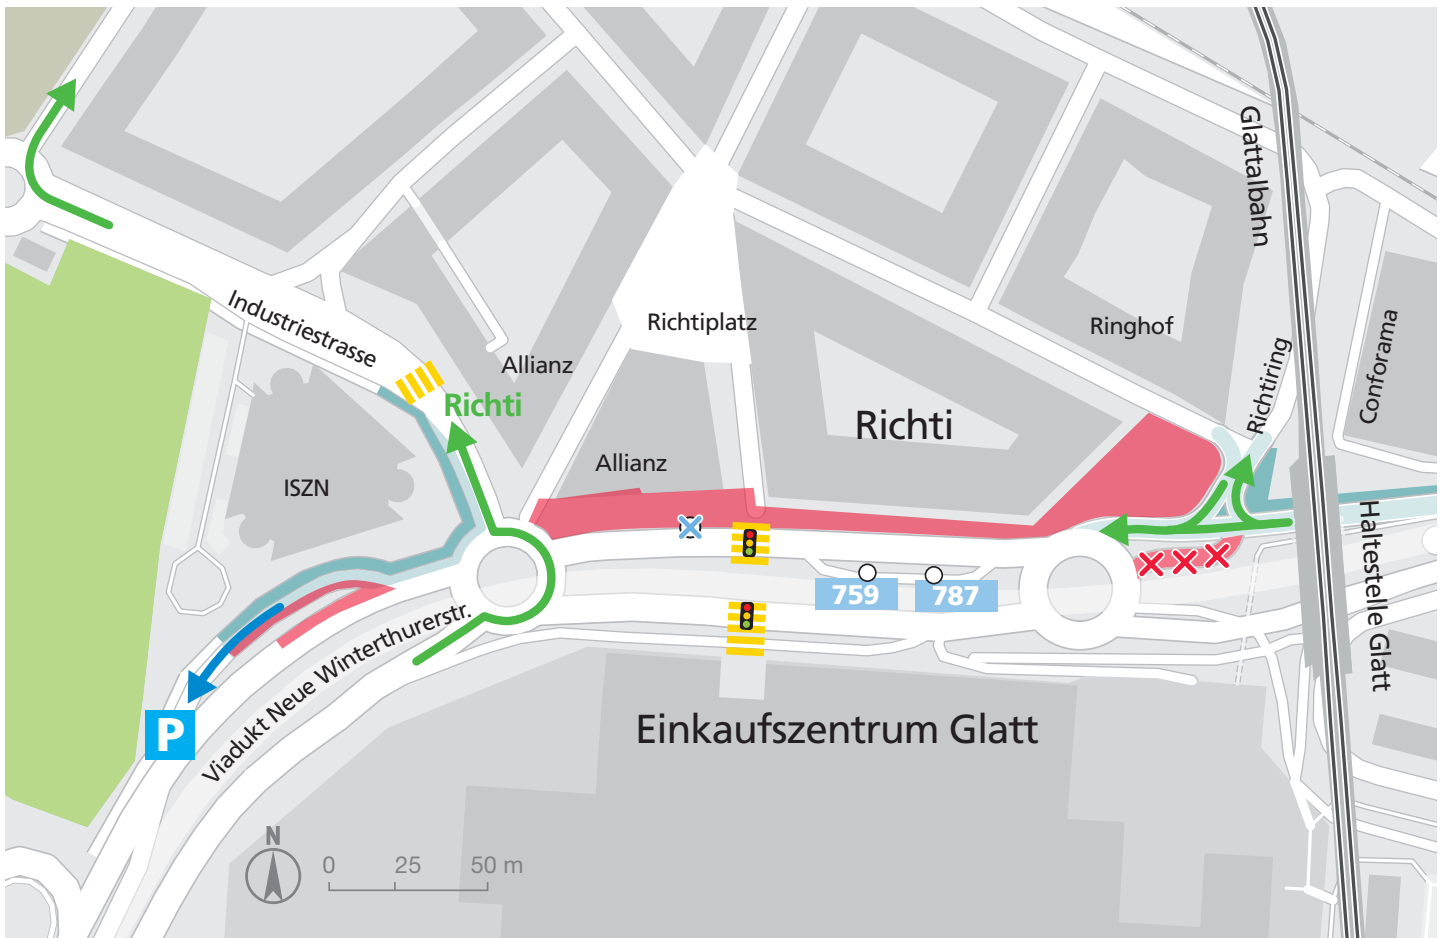 Glattalbahn
Industriestrasse
Richtiplatz
Ringhof
Allianz
Richtiring
Conforama
Richti
Richti
Allianz
ISZN
Haltestelle Glatt
759
787
Viadukt Neue Winterthurerstr.
P
Einkaufszentrum Glatt
N
0 25 50 m